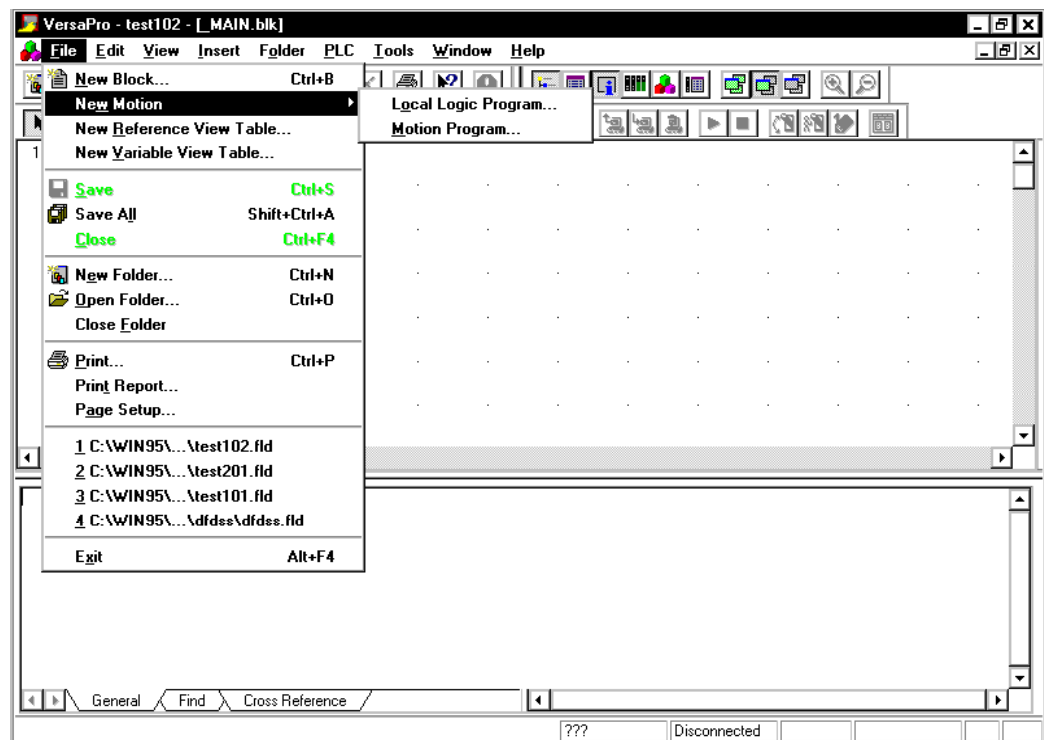 VersaPro - test102 - [_MAIN.blk]
File Edit View Insert Folder PLC Tools Window Help
New Block... Ctrl+B
New Motion
Local Logic Program...
Motion Program...
New Reference View Table...
New Variable View Table...
1
Save Ctrl+S
Save All Shift+Ctrl+A
Close Ctrl+F4
New Folder... Ctrl+N
Open Folder... Ctrl+O
Close Folder
Print... Ctrl+P
Print Report...
Page Setup...
1 C:\WIN95\...\test102.fld
2 C:\WIN95\...\test201.fld
3 C:\WIN95\...\test101.fld
4 C:\WIN95\...\dfdss\dfdss.fld
Exit Alt+F4
General Find Cross Reference
??? Disconnected